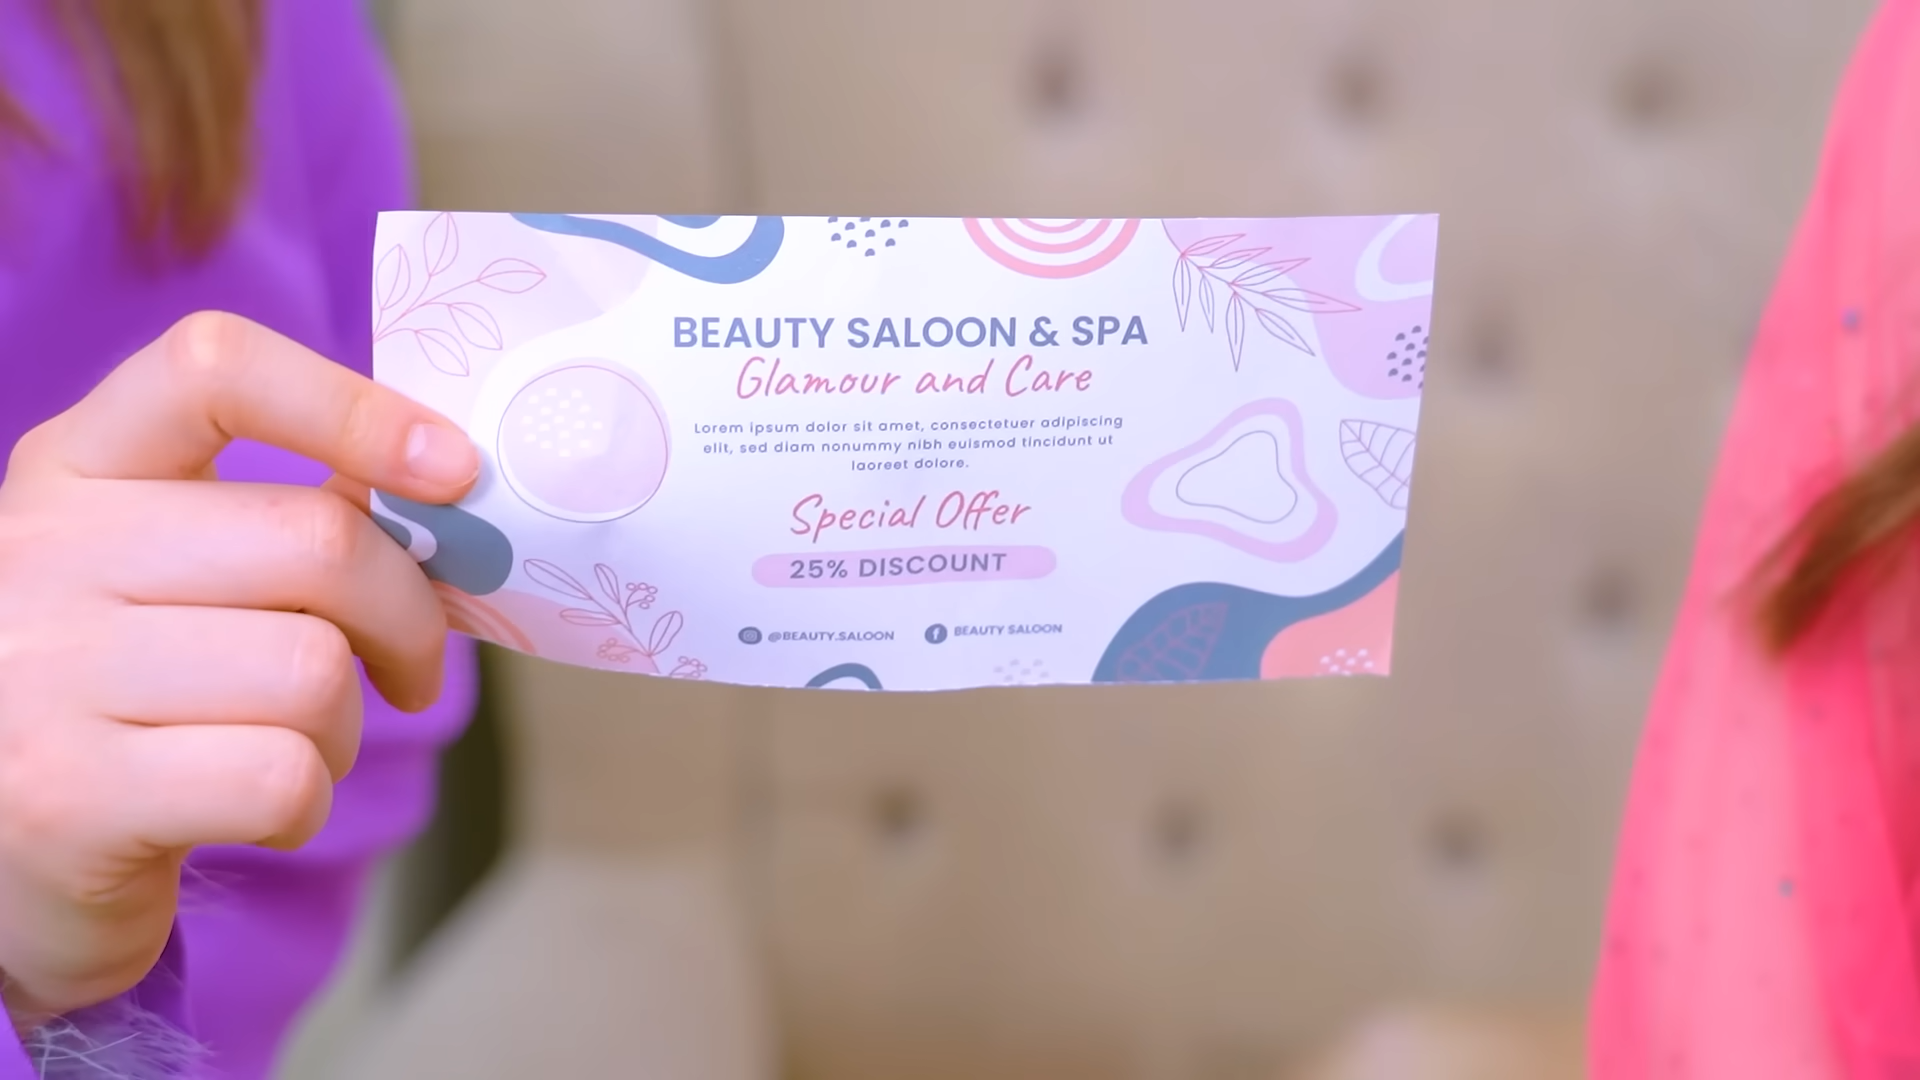 BEAUTY SALOON & SPA
Glamour and Care
Lorem ipsum dolor sit amet, consectetuer adipiscing
elit, sed diam nonummy nibh euismod tincidunt ut
laoreet dolore.
Special Offer
25% DISCOUNT
@BEAUTY.SALOON
BEAUTY SALOON